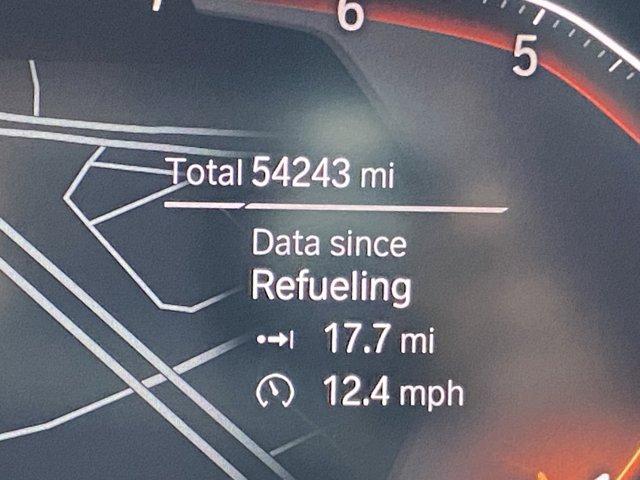 6
5
Total 54243 mi
Data since
Refueling
17.7 mi
12.4 mph